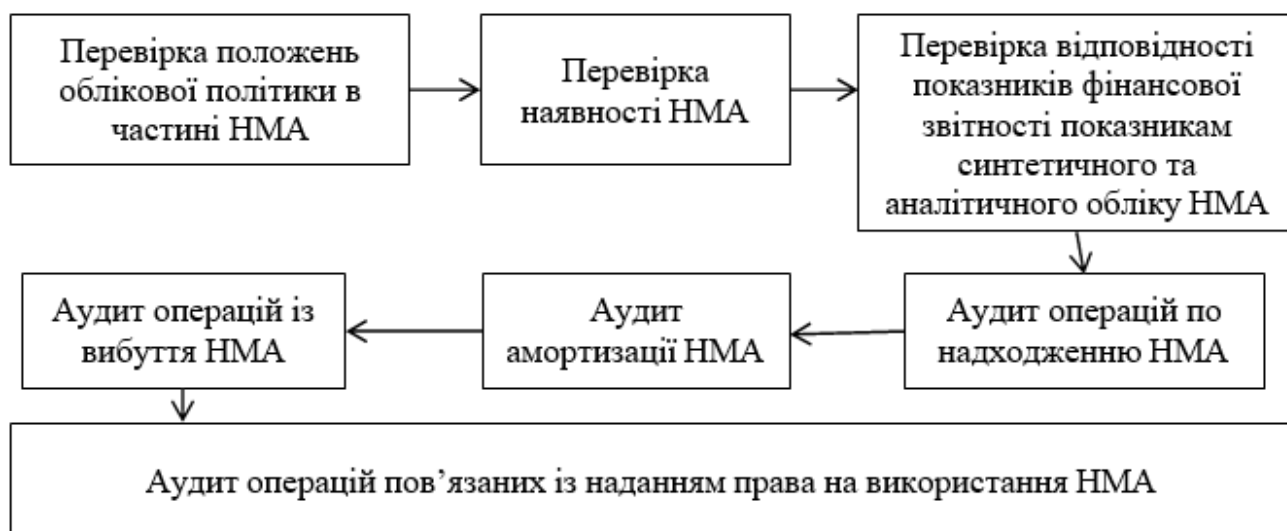 Перевірка положень
облікової політики в
частині НМА
Перевірка
наявності НМА
Перевірка відповідності
показників фінансової
звітності показникам
синтетичного та
аналітичного обліку НМА
Аудит операцій по
надходженню НМА
Аудит
амортизації НМА
Аудит операцій із
вибуття НМА
Аудит операцій пов’язаних із наданням права на використання НМА